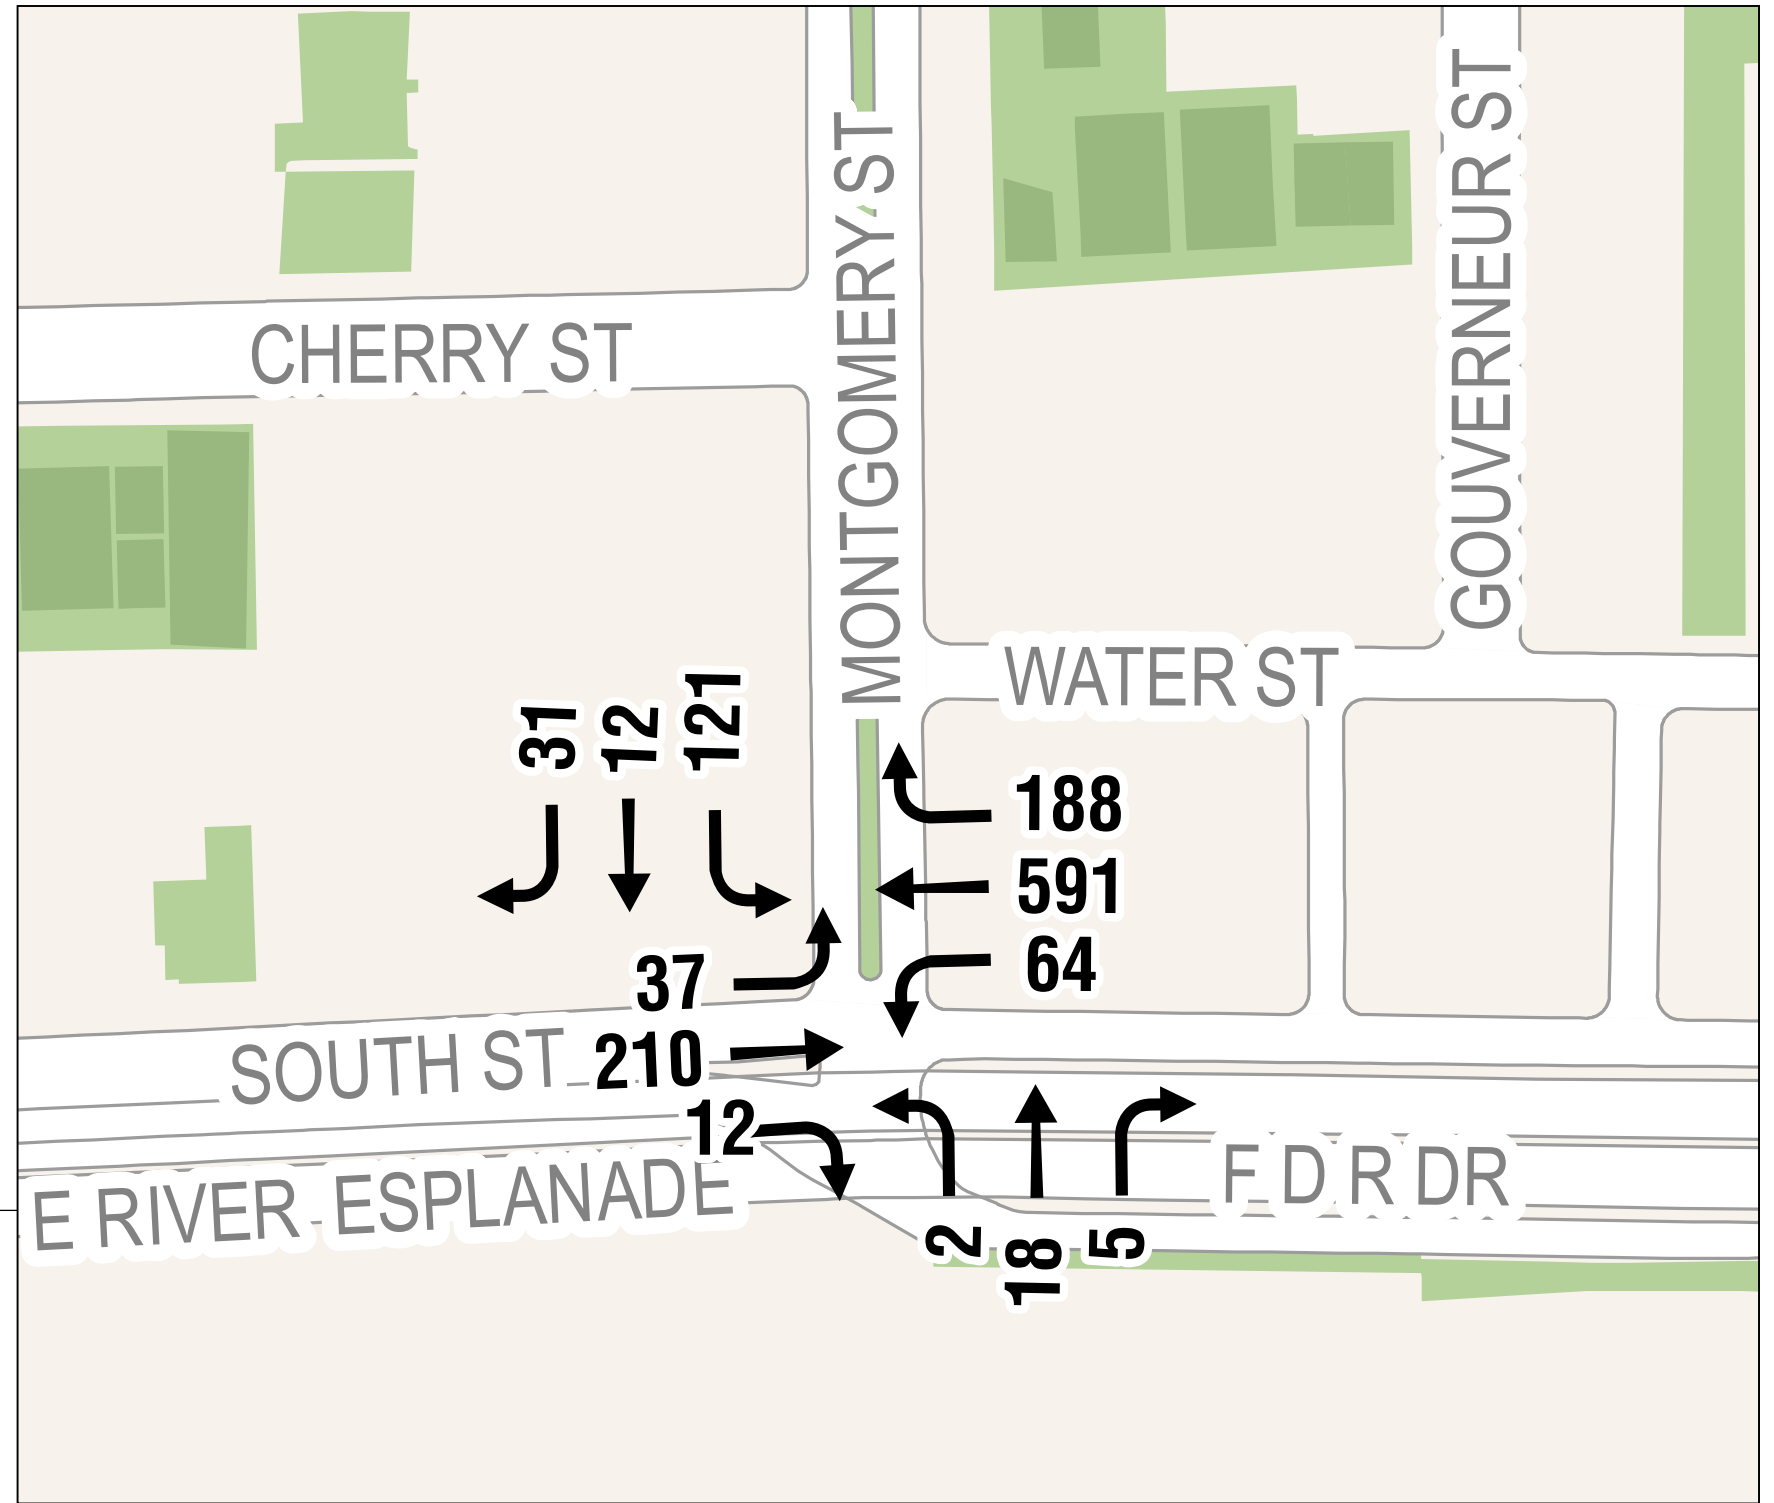 MONTGOMERY ST
GOUVERNEUR ST
CHERRY ST
WATER ST
31
12
121
188
591
64
37
SOUTH ST
210
12
E RIVER ESPLANADE
F D R DR
2
18
5